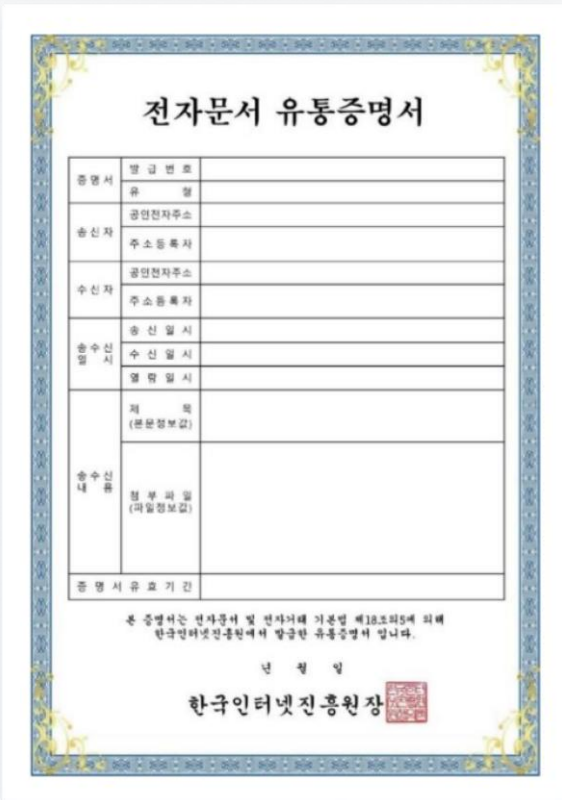 전자문서 유통증명서
증명서
발급번호
유형
송신자
공인전자주소
주소등록자
수신자
공인전자주소
주소등록자
송수신
일시
송신일시
수신일시
열람일시
송수신
내용
제목
(본문정보값)
첨부파일
(파일정보값)
증명서유효기간
본 증명서는 전자문서 및 전자거래 기본법 제18조의5에 의해
한국인터넷진흥원에서 발급한 유통증명서 입니다.
년 월 일
한국인터넷진흥원장